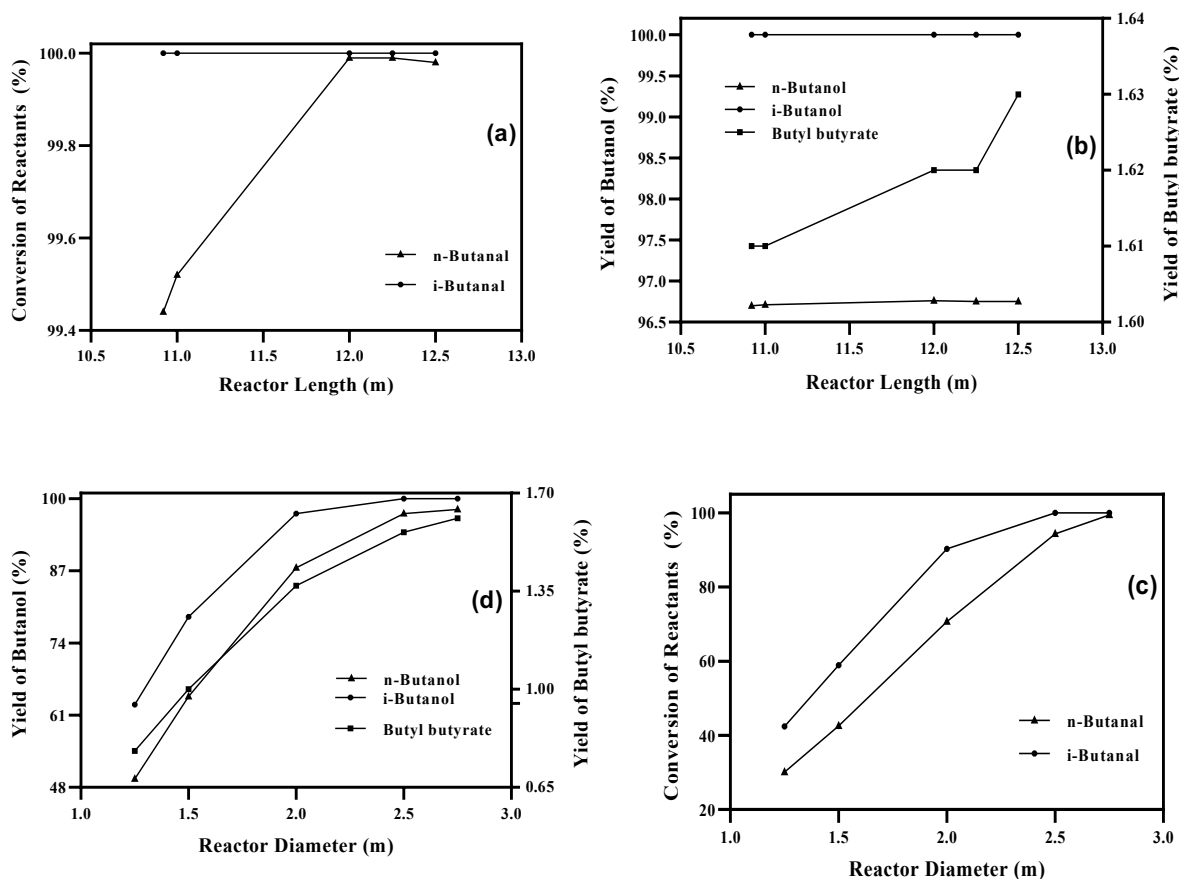 Conversion of Reactants (%)
100.0
99.8
99.6
99.4
(a)
n-Butanal
i-Butanal
10.5 11.0 11.5 12.0 12.5 13.0
Reactor Length (m)
Yield of Butanol (%)
100.0
99.5
99.0
98.5
98.0
97.5
97.0
96.5
n-Butanol
i-Butanol
Butyl butyrate
(b)
1.64
1.63
1.62
1.61
1.60
Yield of Butyl butyrate (%)
10.5 11.0 11.5 12.0 12.5 13.0
Reactor Length (m)
Yield of Butanol (%)
100
87
74
61
48
(d)
n-Butanol
i-Butanol
Butyl butyrate
1.70
1.35
1.00
0.65
Yield of Butyl butyrate (%)
1.0 1.5 2.0 2.5 3.0
Reactor Diameter (m)
Conversion of Reactants (%)
100
80
60
40
20
(c)
n-Butanal
i-Butanal
1.0 1.5 2.0 2.5 3.0
Reactor Diameter (m)